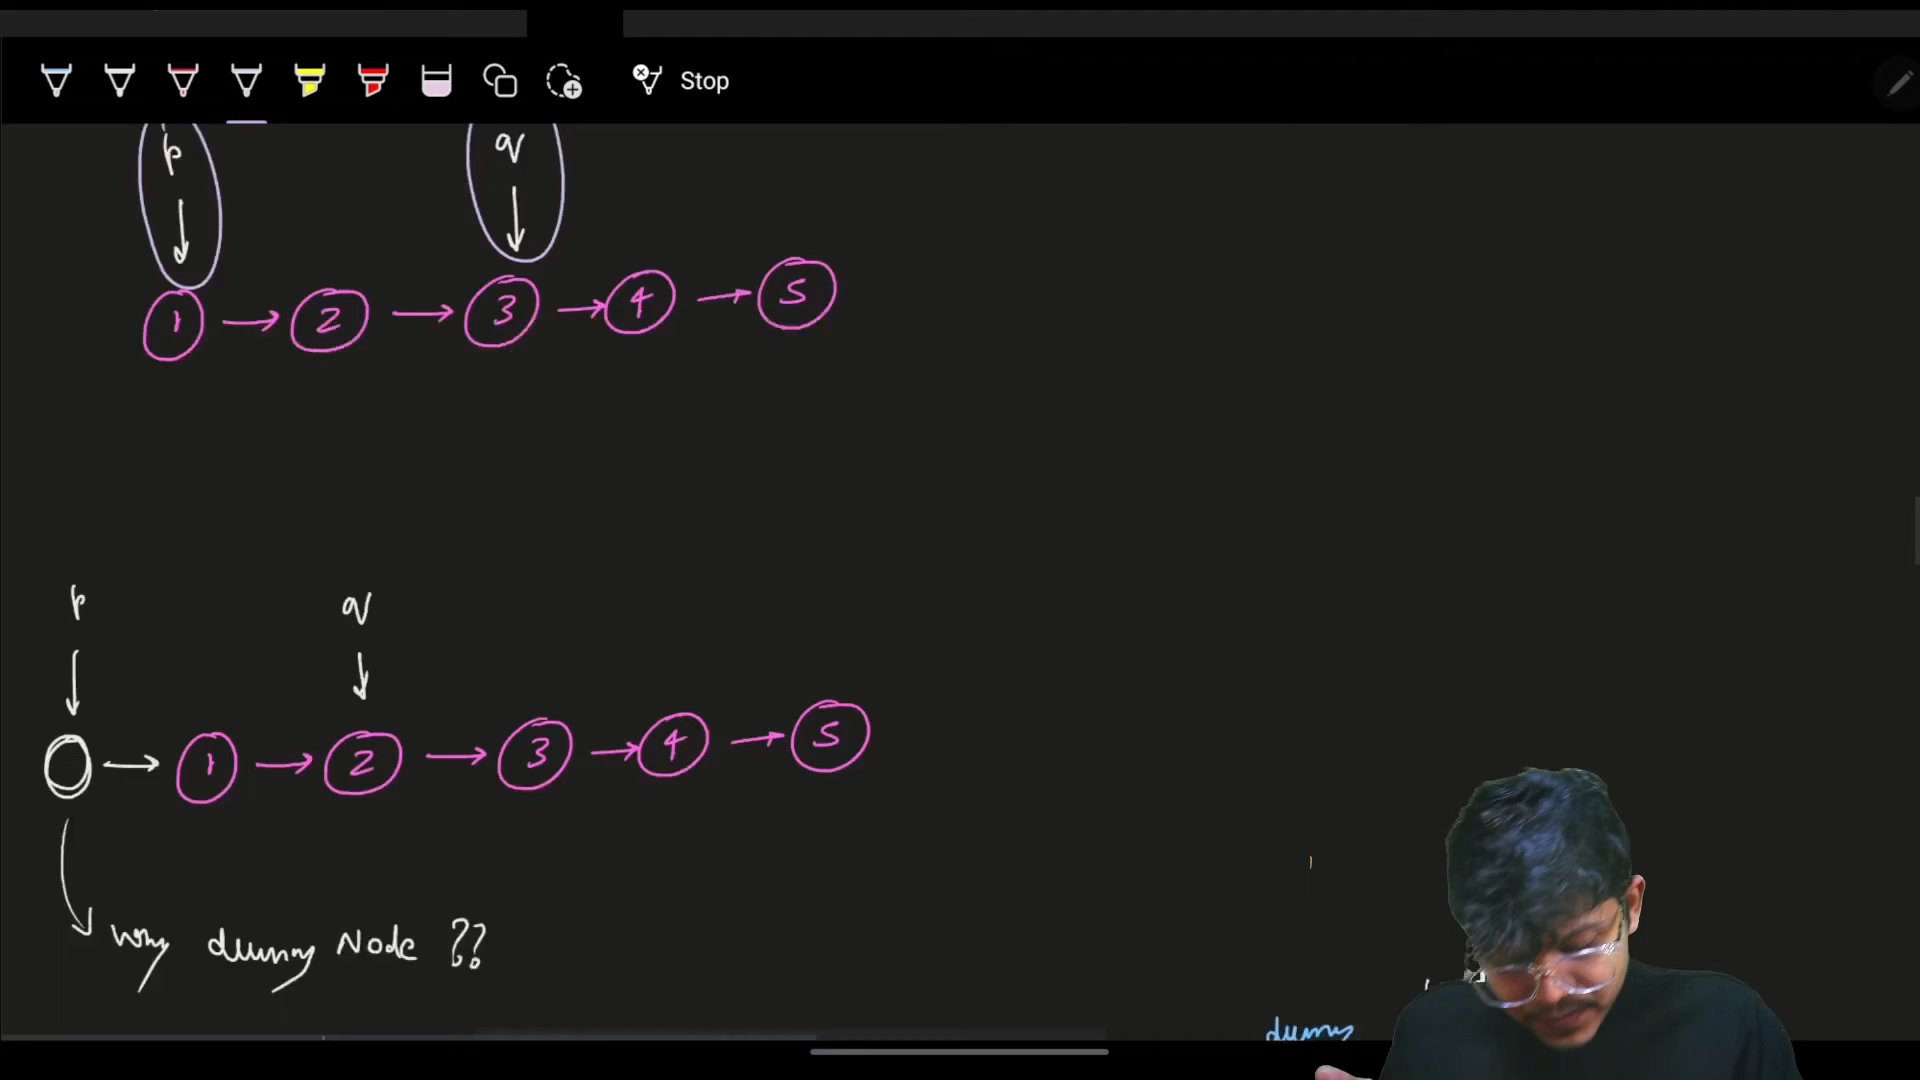 Stop
p q
1 → 2 → 3 → 4 → 5
p q
→ 1 → 2 → 3 → 4 → 5
why dummy Node ??
dummy